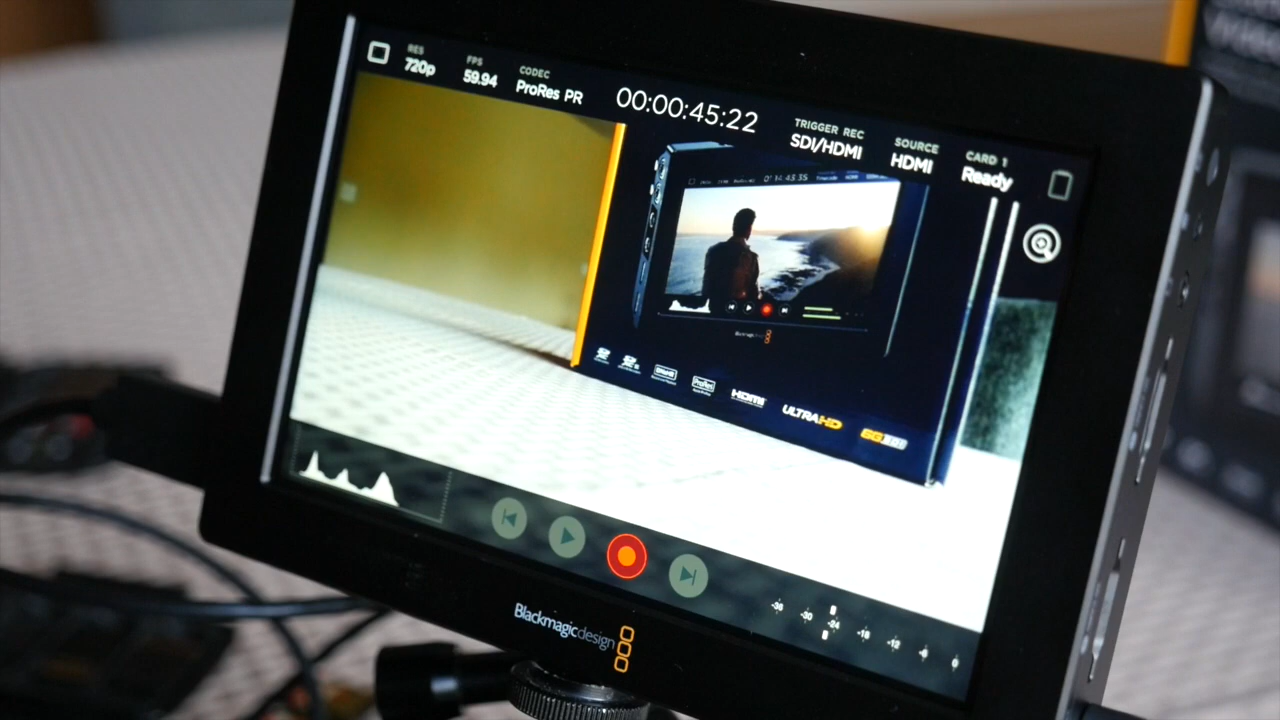 RES
720p
FPS
59.94
CODEC
ProRes PR
00:00:45:22
TRIGGER REC
SDI/HDMI
SOURCE
HDMI
CARD 1
Ready
HDMI
ULTRA HD
-30
-24
-18
-12
Blackmagicdesign